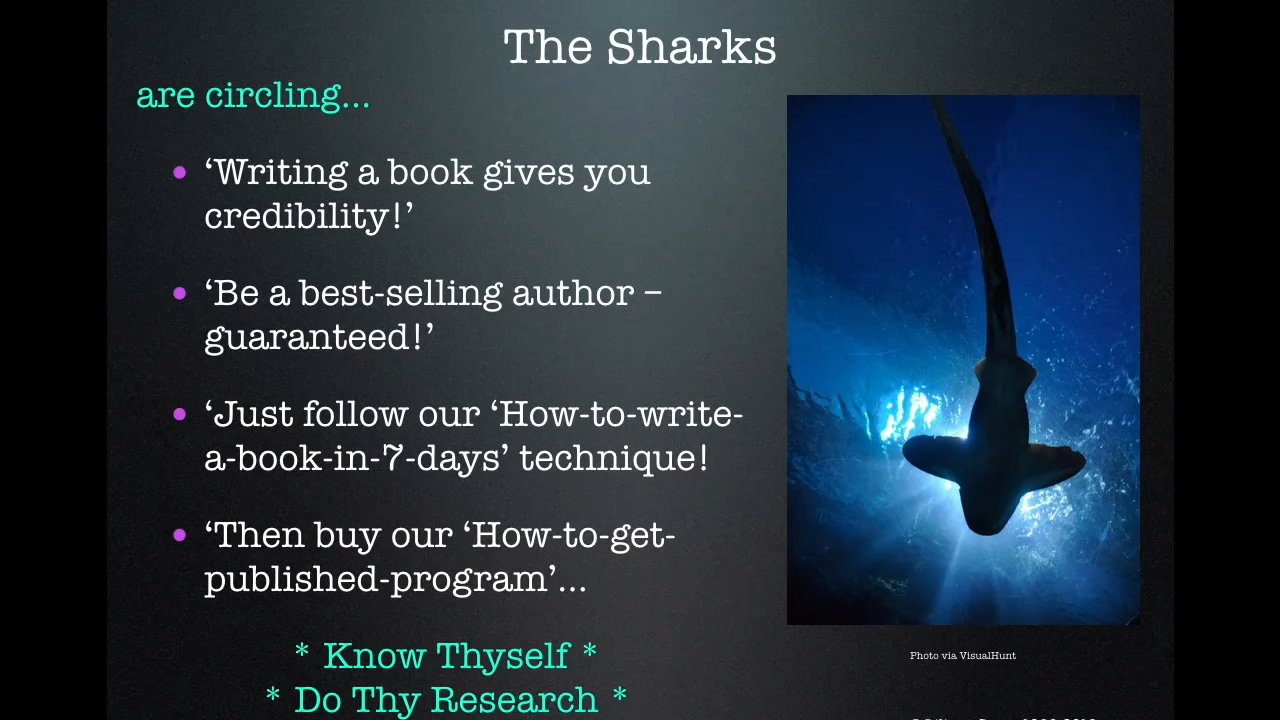 The Sharks
are circling...
• ‘Writing a book gives you
credibility!’
• ‘Be a best-selling author –
guaranteed!’
• ‘Just follow our ‘How-to-write-
a-book-in-7-days’ technique!
• ‘Then buy our ‘How-to-get-
published-program’...
* Know Thyself *
* Do Thy Research *
Photo via VisualHunt